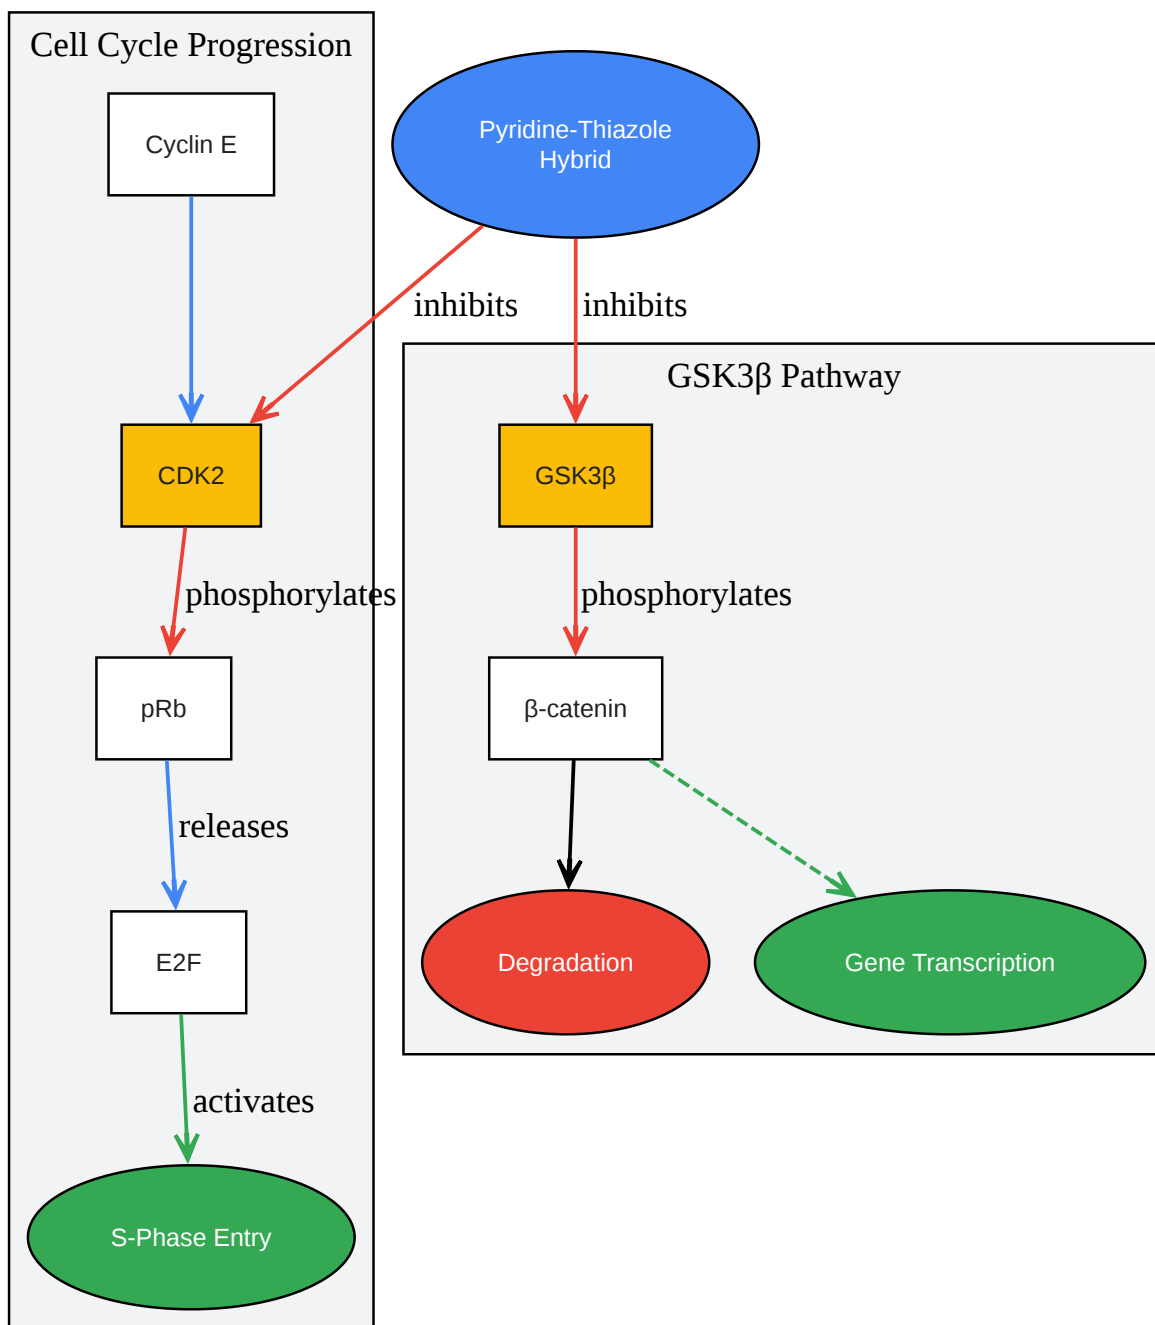 Cell Cycle Progression
Cyclin E
Pyridine-Thiazole
Hybrid
inhibits
inhibits
GSK3β Pathway
CDK2
GSK3β
phosphorylates
phosphorylates
pRb
β-catenin
releases
E2F
Degradation
Gene Transcription
activates
S-Phase Entry